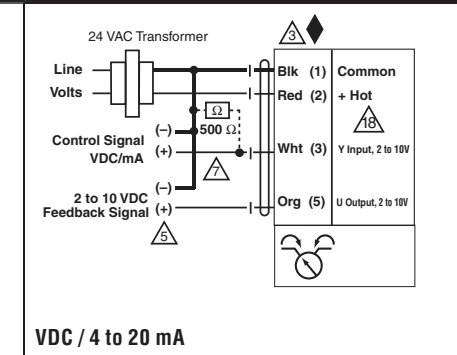 24 VAC Transformer
3
Line
Blk (1) Common
Volts
Red (2) + Hot
Ω
18
500 Ω
Control Signal (–)
VDC/mA (+)
Wht (3) Y Input, 2 to 10V
7
(–)
2 to 10 VDC
Feedback Signal (+)
Org (5) U Output, 2 to 10V
5
VDC / 4 to 20 mA